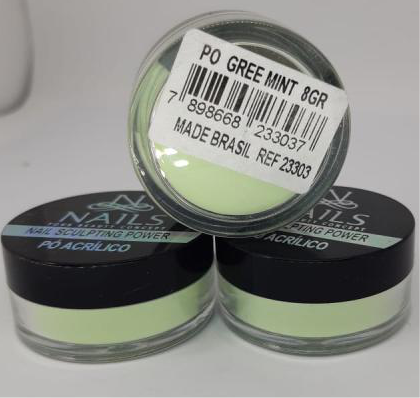 PO GREE MINT 8GR
7 898668 233037
MADE BRASIL REF 23303
NAILS
NAIL SCULPTING POWER
PÓ ACRÍLICO
NAILS
SCULPTING POWER
PÓ ACRÍLICO